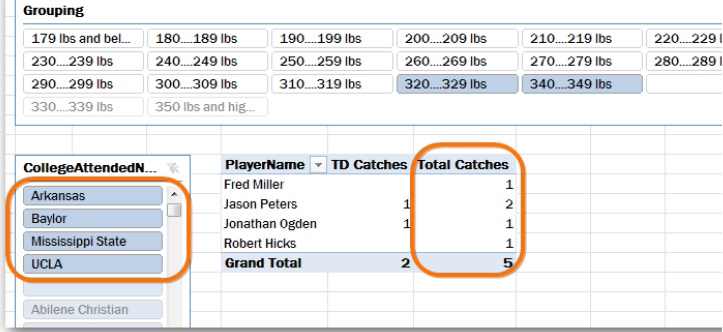 Grouping
179 lbs and bel... 180....189 lbs 190....199 lbs 200....209 lbs 210....219 lbs 220....229 l
230....239 lbs 240....249 lbs 250....259 lbs 260....269 lbs 270....279 lbs 280....289 l
290....299 lbs 300....309 lbs 310....319 lbs 320....329 lbs 340....349 lbs
330....339 lbs 350 lbs and hig...
CollegeAttendedN... PlayerName TD Catches Total Catches
Arkansas Fred Miller 1
Baylor Jason Peters 1 2
Mississippi State Jonathan Ogden 1 1
Robert Hicks 1
UCLA Grand Total 2 5
Abilene Christian